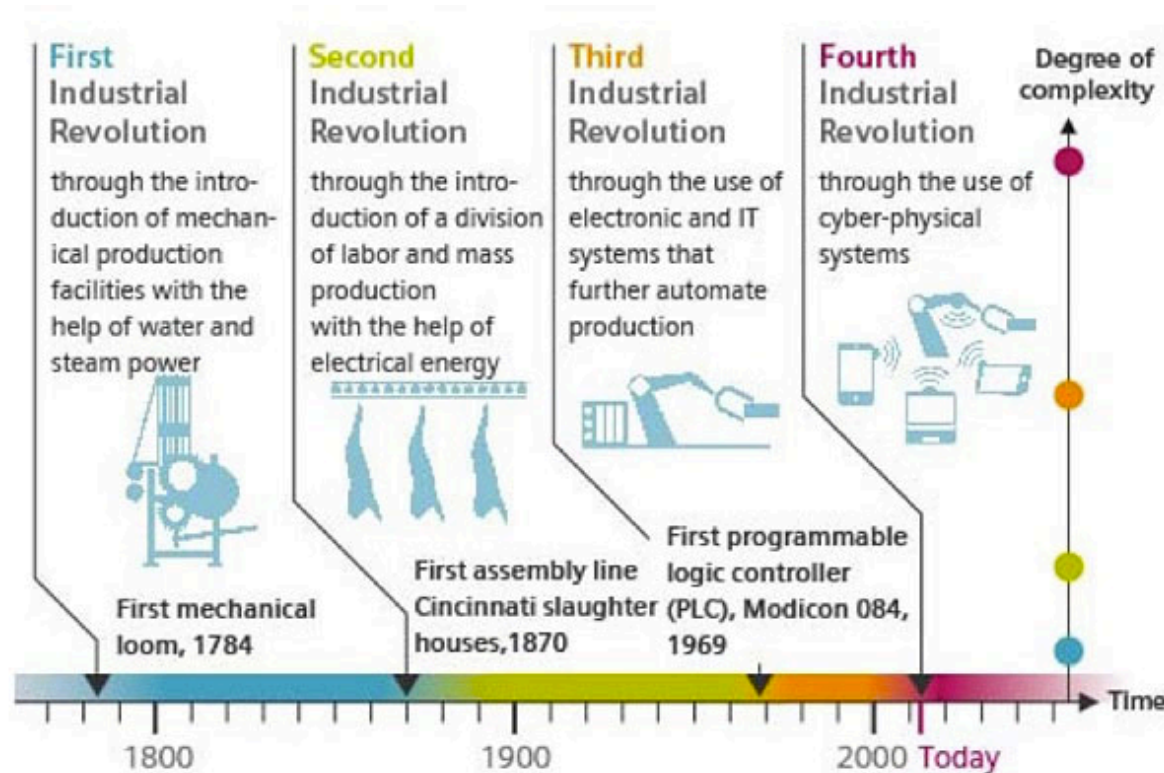 First
Industrial
Revolution
through the intro-
duction of mechan-
ical production
facilities with the
help of water and
steam power
Second
Industrial
Revolution
through the intro-
duction of a division
of labor and mass
production
with the help of
electrical energy
Third
Industrial
Revolution
through the use of
electronic and IT
systems that
further automate
production
Fourth
Industrial
Revolution
through the use of
cyber-physical
systems
Degree of
complexity
First mechanical
loom, 1784
First assembly line
Cincinnati slaughter
houses,1870
First programmable
logic controller
(PLC), Modicon 084,
1969
Time
1800
1900
2000
Today